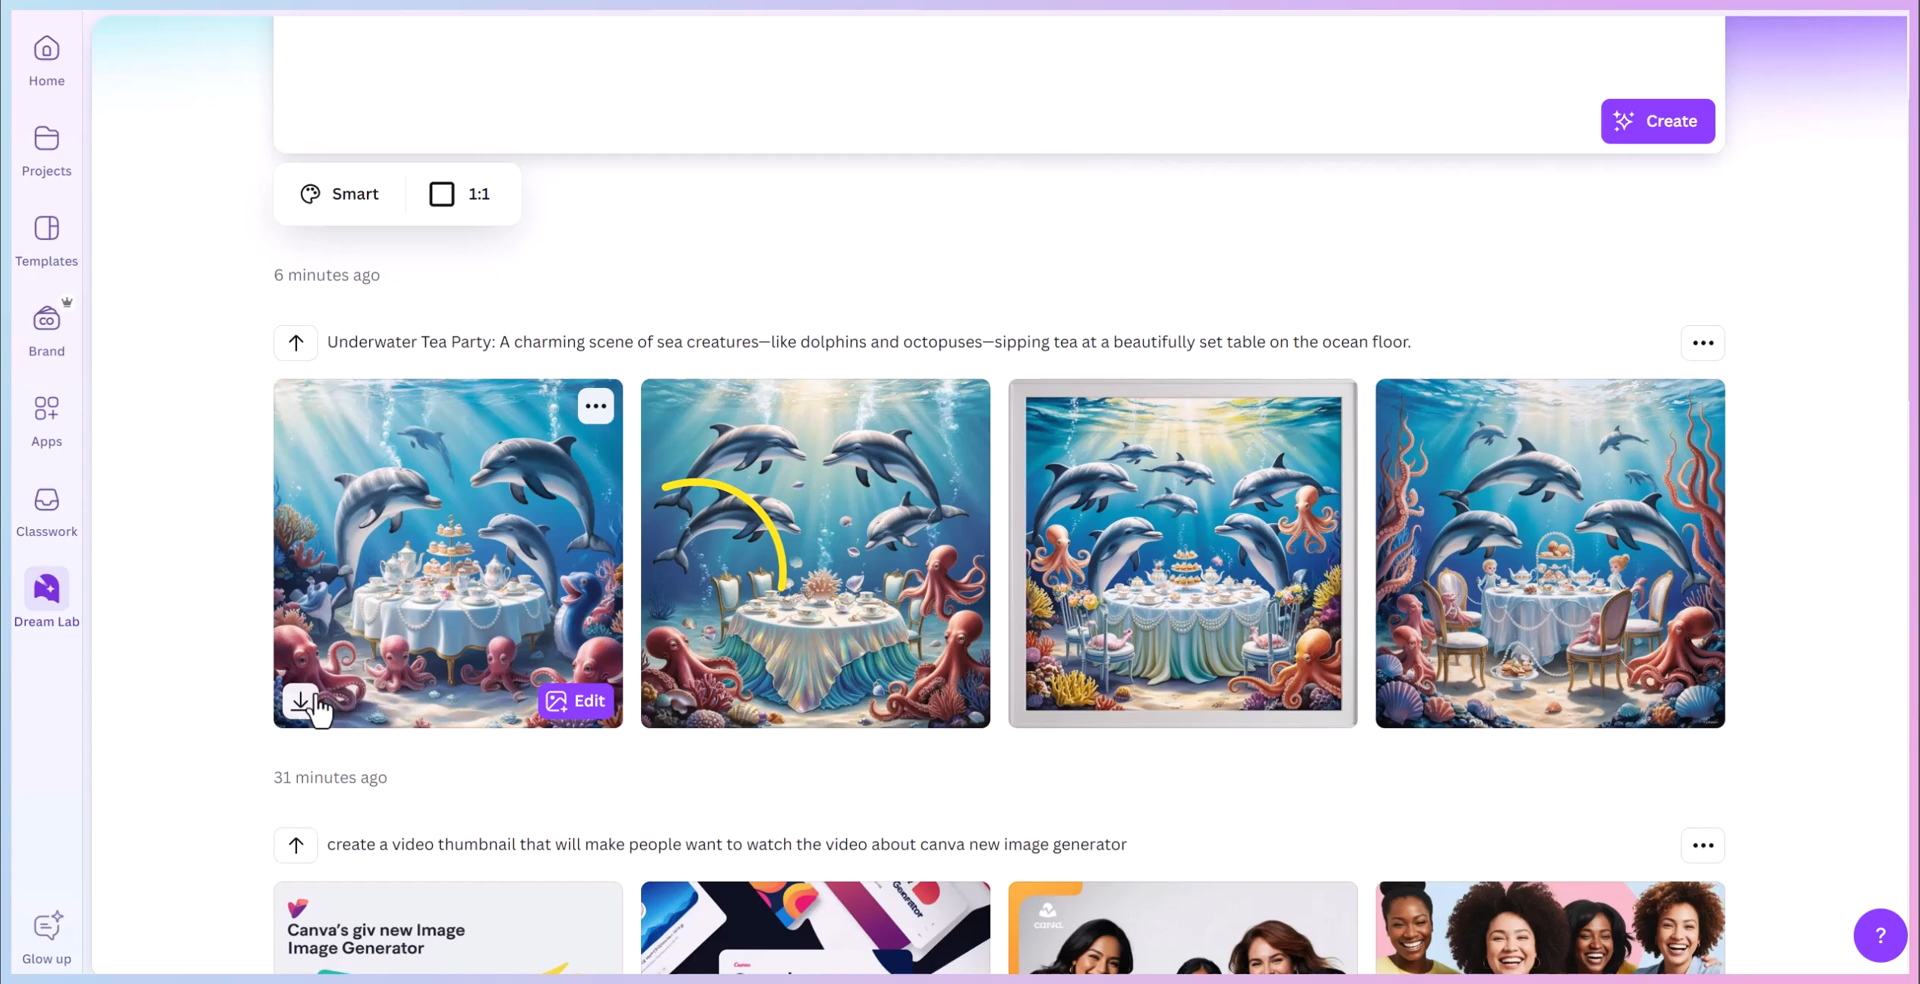 Home
Projects
Templates
CO
Brand
Apps
Classwork
Dream Lab
Glow up
Create
Smart
1:1
6 minutes ago
Underwater Tea Party: A charming scene of sea creatures—like dolphins and octopuses—sipping tea at a beautifully set table on the ocean floor.
Edit
31 minutes ago
create a video thumbnail that will make people want to watch the video about canva new image generator
Canva's giv new Image
Image Generator
Canva
?